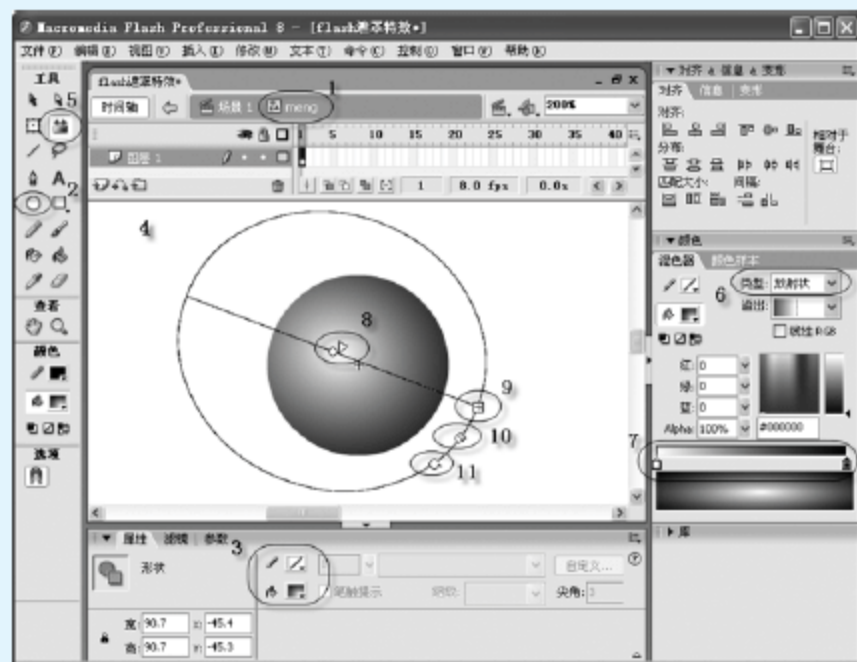 Macromedia Flash Professional 8 - [flash遮罩特效*]
文件(F) 编辑(E) 视图(V) 插入(I) 修改(M) 文本(T) 命令(C) 控制(O) 窗口(W) 帮助(H)
工具
5
2
查看
颜色
选项
flash遮罩特效*
1
时间轴 场景 1 meng 200%
1 5 10 15 20 25 30 35 40
图层 1
1 8.0 fps 0.0s
4
8
9
10
11
对齐 & 信息 & 变形
对齐 信息 变形
对齐:
相对于
舞台:
分布:
匹配大小: 间隔:
颜色
混色器 颜色样本
类型: 放射状
6
溢出:
线性 RGB
红: 0
绿: 0
蓝: 0
Alpha: 100% #000000
7
库
属性 滤镜 参数
3
形状
自定义...
笔触提示 尖角: 3
宽: 90.7 X: -45.4
高: 90.7 Y: -45.3